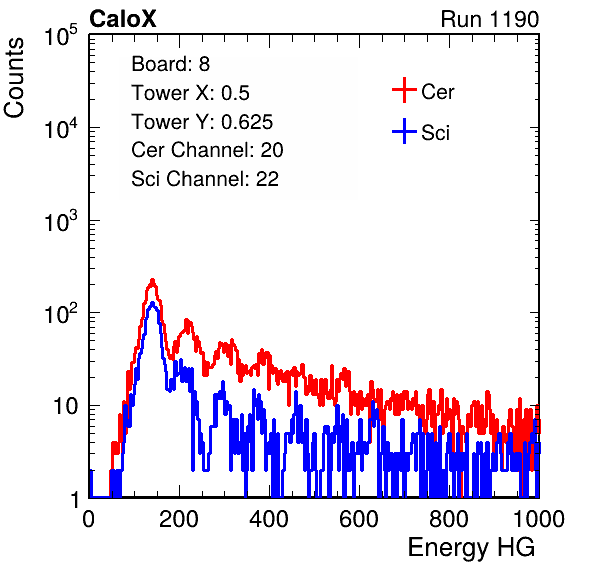 CaloX Run 1190
Board: 8
Tower X: 0.5
Tower Y: 0.625
Cer Channel: 20
Sci Channel: 22
Cer
Sci
Counts
10^5
10^4
10^3
10^2
10
1
0 200 400 600 800 1000
Energy HG